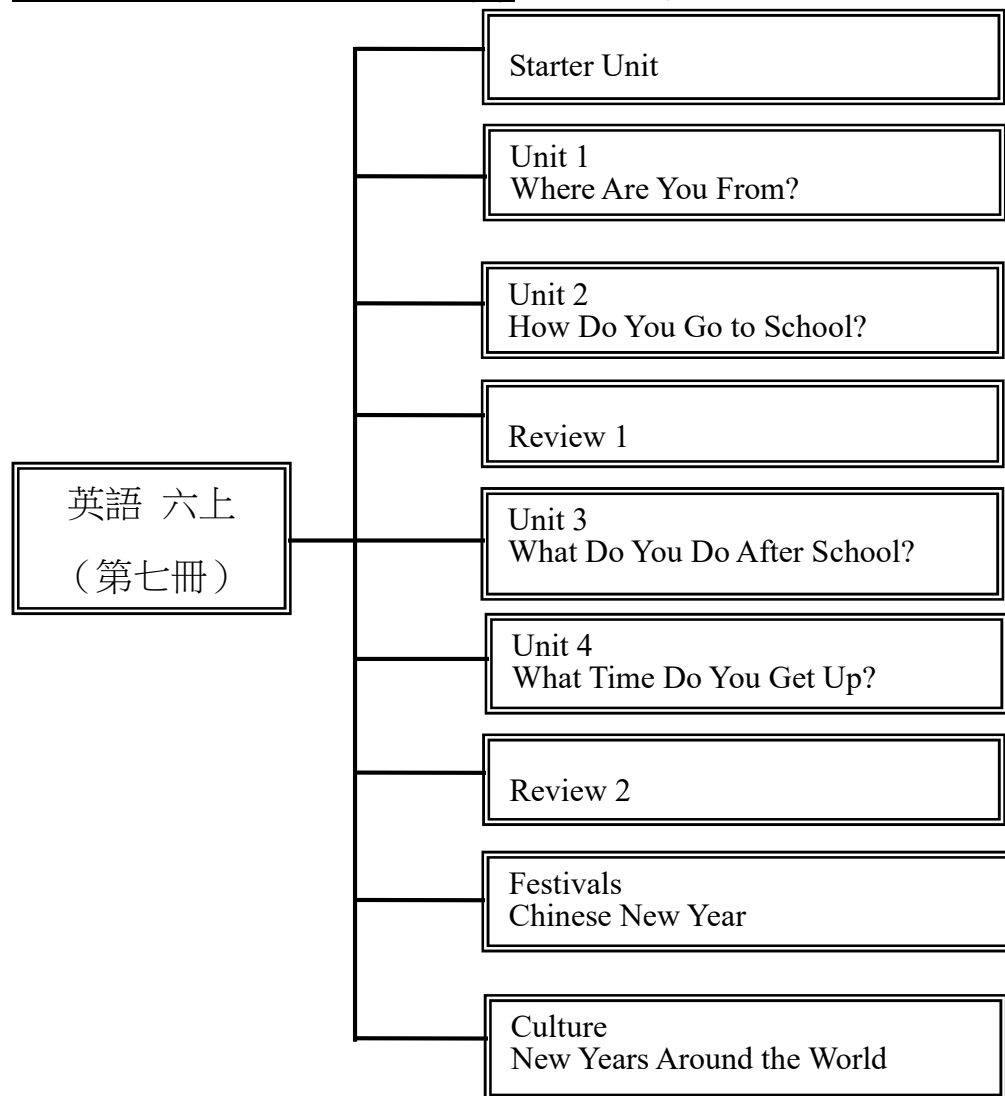 Starter Unit
Unit 1
Where Are You From?
Unit 2
How Do You Go to School?
Review 1
英語 六上
（第七冊）
Unit 3
What Do You Do After School?
Unit 4
What Time Do You Get Up?
Review 2
Festivals
Chinese New Year
Culture
New Years Around the World